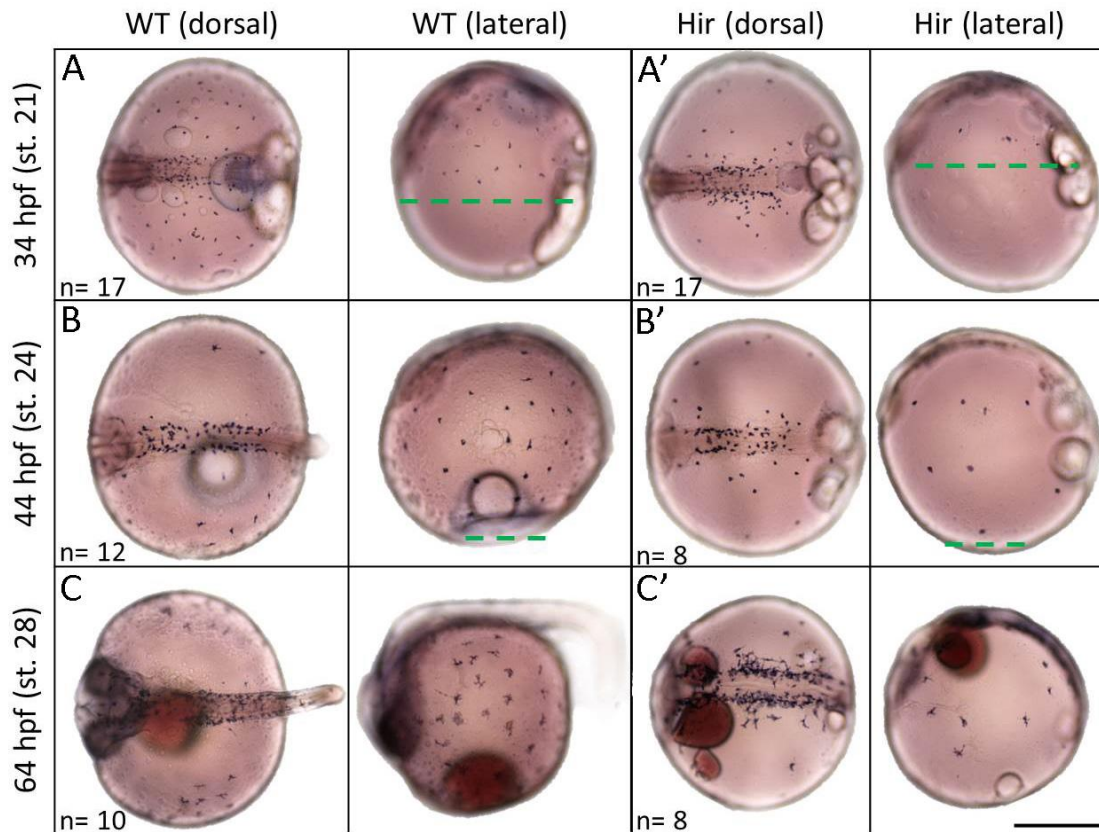 WT (dorsal) WT (lateral) Hir (dorsal) Hir (lateral)
34 hpf (st. 21)
A A’
n= 17 n= 17
44 hpf (st. 24)
B B’
n= 12 n= 8
64 hpf (st. 28)
C C’
n= 10 n= 8